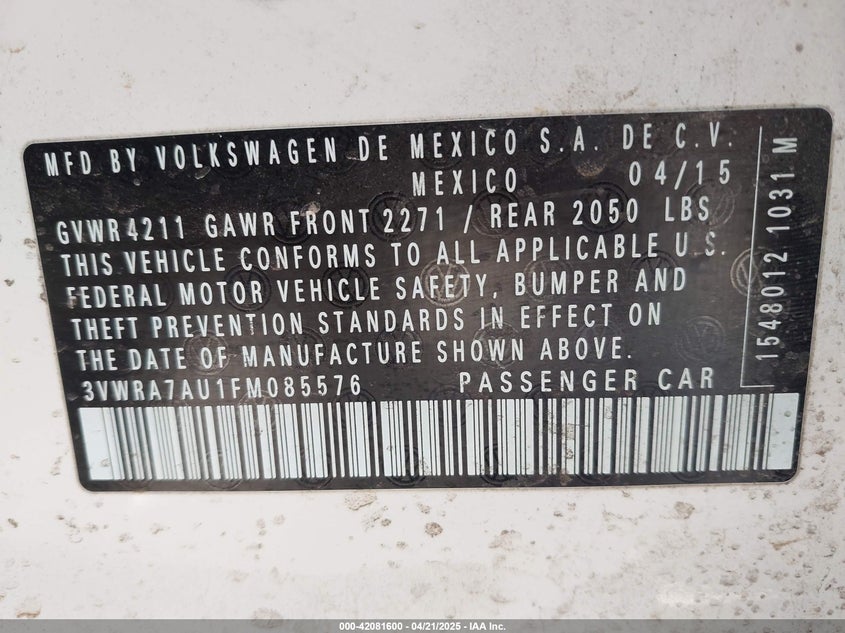 MFD BY VOLKSWAGEN DE MEXICO S.A. DE C.V.
MEXICO 04/15
GVWR 4211 GAWR FRONT 2271 / REAR 2050 LBS
THIS VEHICLE CONFORMS TO ALL APPLICABLE U.S.
FEDERAL MOTOR VEHICLE SAFETY, BUMPER AND
THEFT PREVENTION STANDARDS IN EFFECT ON
THE DATE OF MANUFACTURE SHOWN ABOVE.
3VWRA7AU1FM085576 PASSENGER CAR
1548012 1031 M
000-42081600 | 04/21/2025 | IAA Inc.